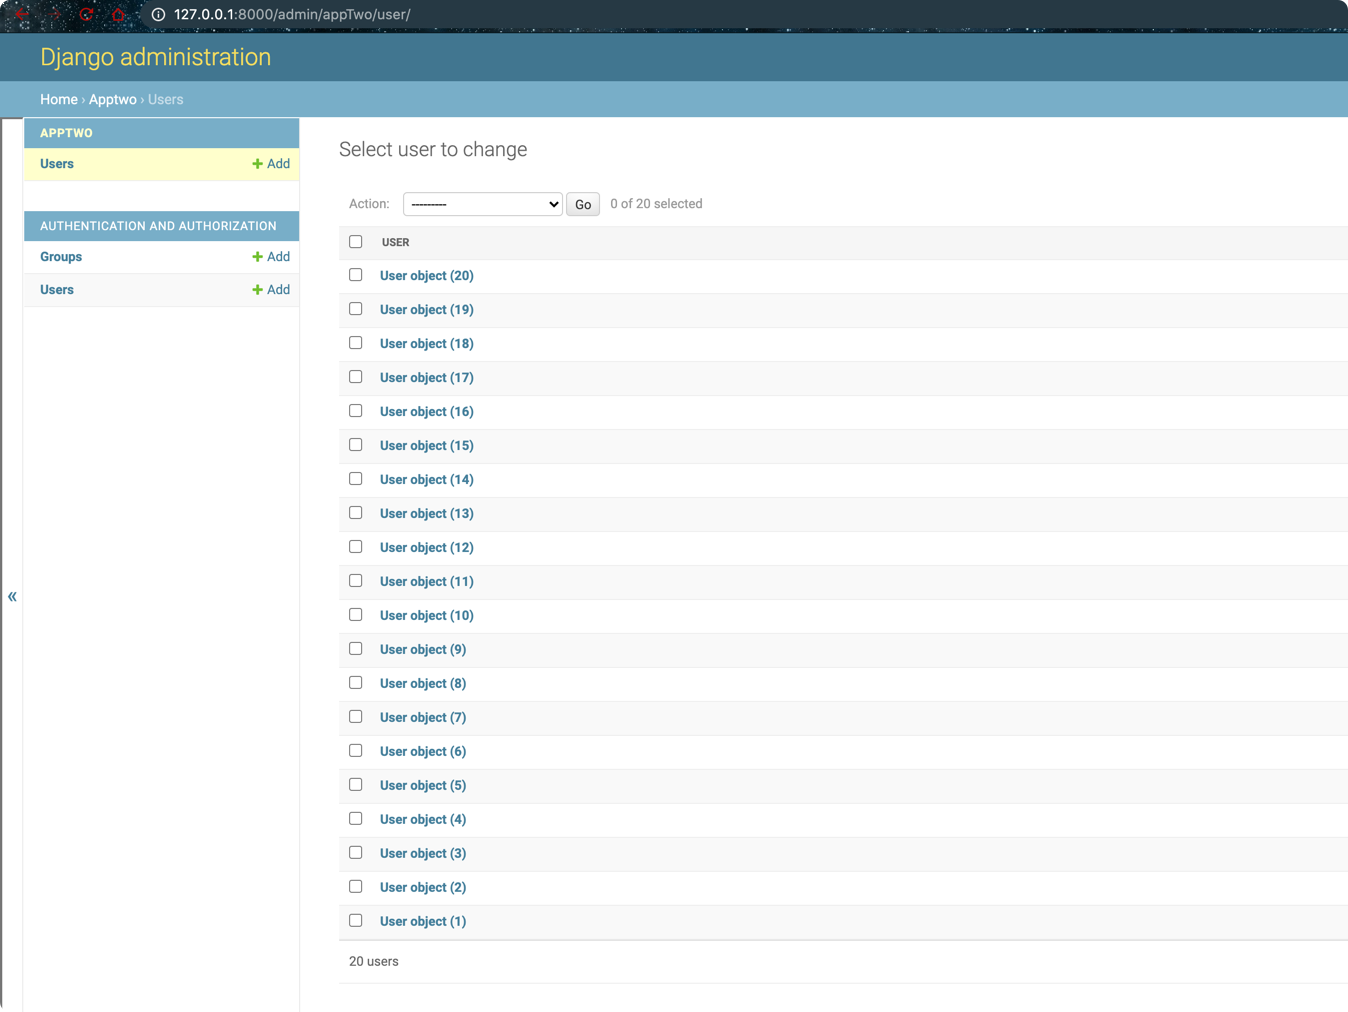 127.0.0.1:8000/admin/appTwo/user/
Django administration
Home › Apptwo › Users
APPTWO
Users + Add
AUTHENTICATION AND AUTHORIZATION
Groups + Add
Users + Add
«
Select user to change
Action: --------- Go 0 of 20 selected
USER
User object (20)
User object (19)
User object (18)
User object (17)
User object (16)
User object (15)
User object (14)
User object (13)
User object (12)
User object (11)
User object (10)
User object (9)
User object (8)
User object (7)
User object (6)
User object (5)
User object (4)
User object (3)
User object (2)
User object (1)
20 users